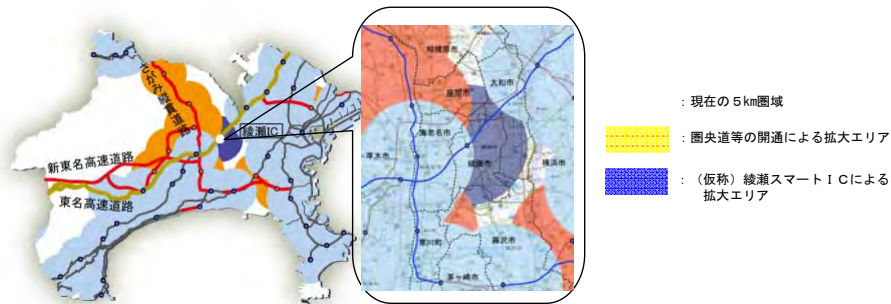 さがみ縦貫道路
綾瀬IC
新東名高速道路
東名高速道路
相模原市
大和市
座間市
海老名市
厚木市
綾瀬市
横浜市
寒川町
藤沢市
茅ヶ崎市
：現在の５km圏域
：圏央道等の開通による拡大エリア
：（仮称）綾瀬スマートＩＣによる
拡大エリア